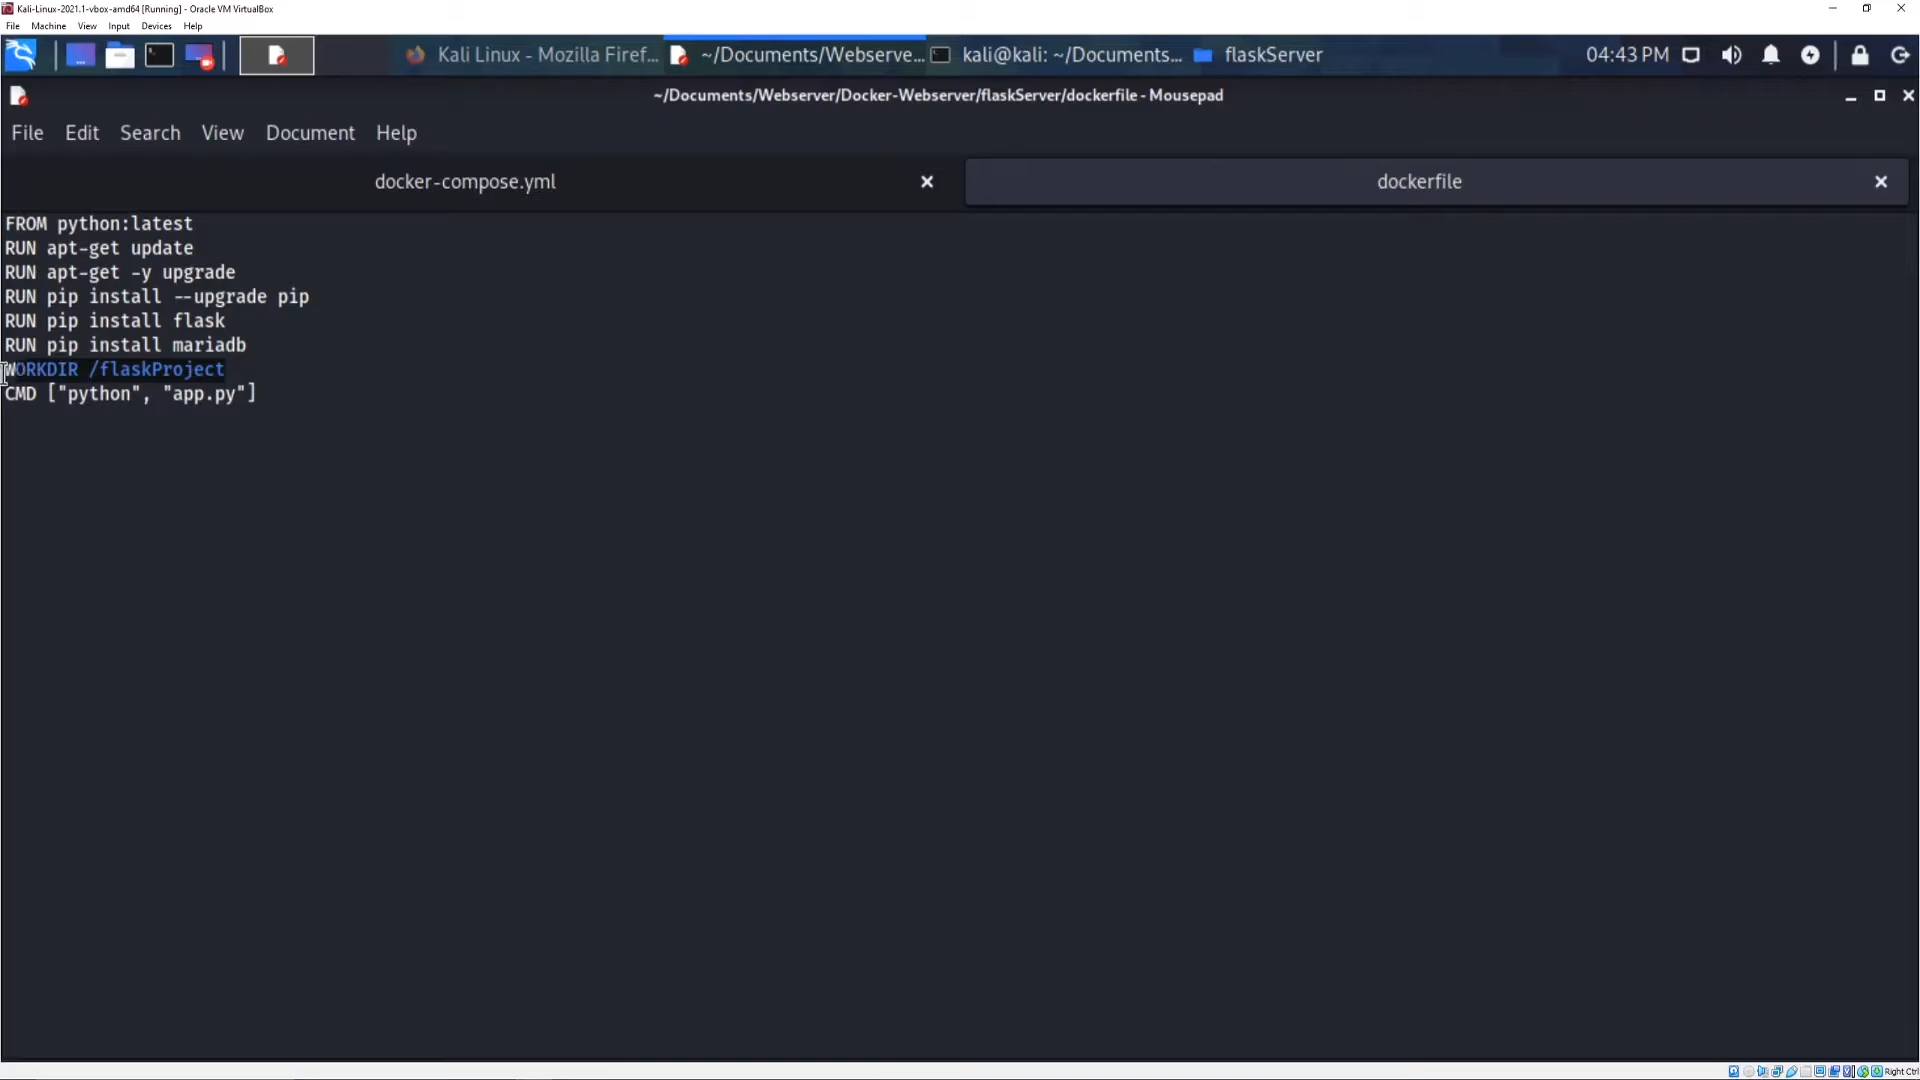 Kali-Linux-2021.1-vbox-amd64 [Running] - Oracle VM VirtualBox
File Machine View Input Devices Help
Kali Linux - Mozilla Firef... ~/Documents/Webserve... kali@kali: ~/Documents... flaskServer 04:43 PM
~/Documents/Webserver/Docker-Webserver/flaskServer/dockerfile - Mousepad
File Edit Search View Document Help
docker-compose.yml dockerfile
FROM python:latest
RUN apt-get update
RUN apt-get -y upgrade
RUN pip install --upgrade pip
RUN pip install flask
RUN pip install mariadb
WORKDIR /flaskProject
CMD ["python", "app.py"]
Right Ctrl